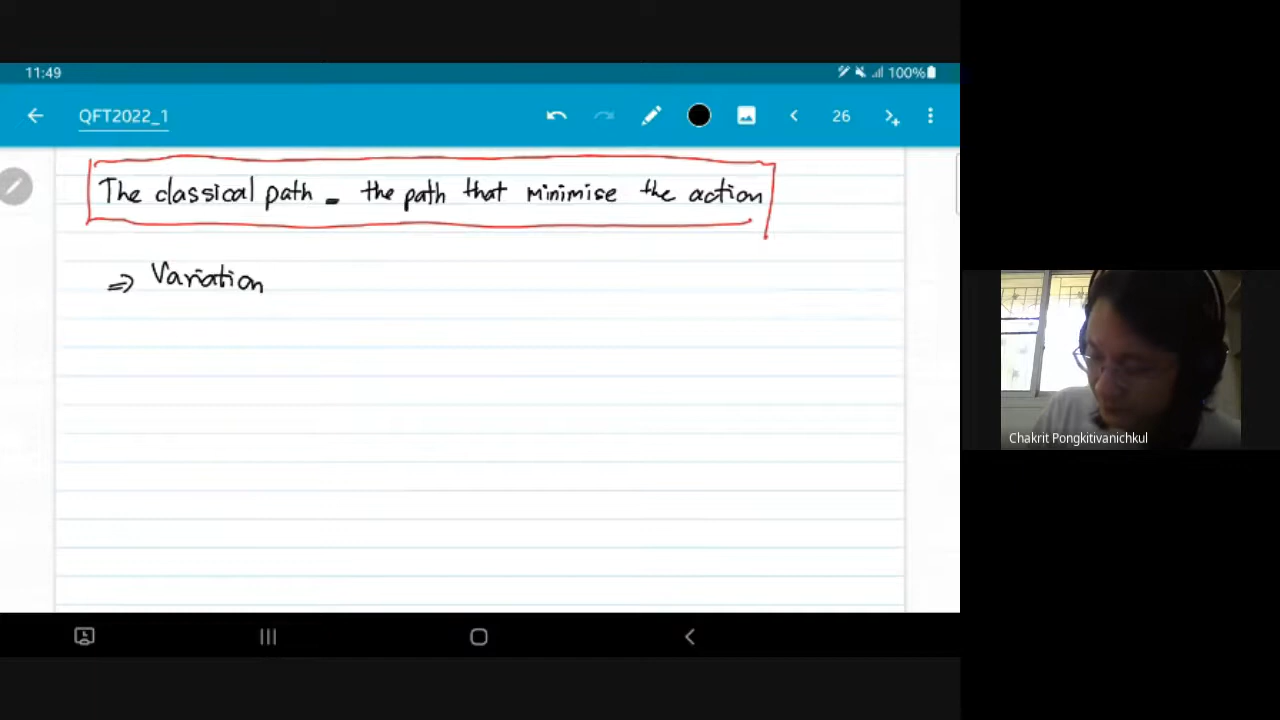 11:49
100%
QFT2022_1
26
The classical path = the path that minimise the action
⇒ Variation
Chakrit Pongkitivanichkul